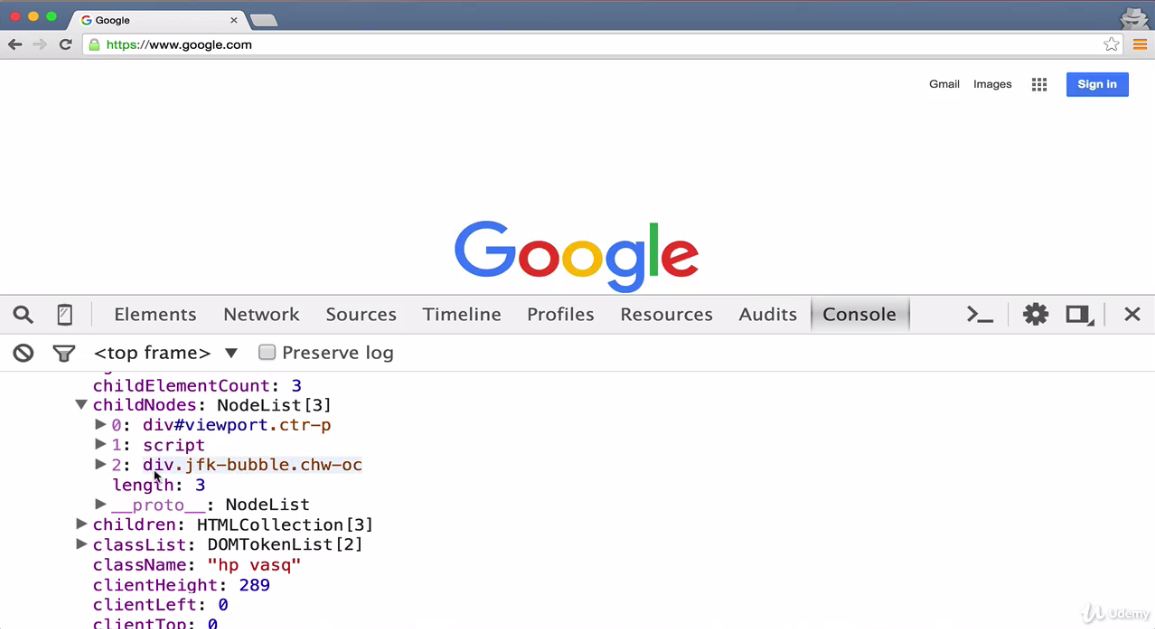 Google
https://www.google.com
Gmail Images Sign in
Google
Elements Network Sources Timeline Profiles Resources Audits Console
<top frame> ▼ Preserve log
childElementCount: 3
▼ childNodes: NodeList[3]
▶ 0: div#viewport.ctr-p
▶ 1: script
▶ 2: div.jfk-bubble.chw-oc
length: 3
▶ __proto__: NodeList
▶ children: HTMLCollection[3]
▶ classList: DOMTokenList[2]
className: "hp vasq"
clientHeight: 289
clientLeft: 0
clientTop: 0
Udemy